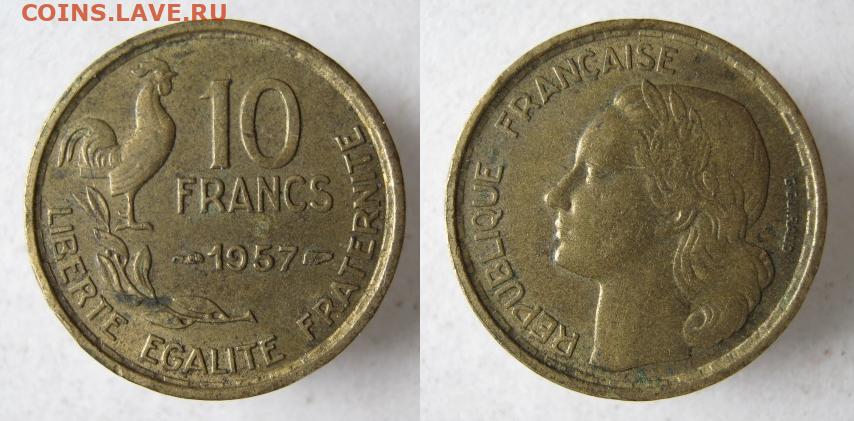 COINS.LAVE.RU
10
FRANCS
1957
LIBERTE EGALITE FRATERNITE
REPUBLIQUE FRANÇAISE